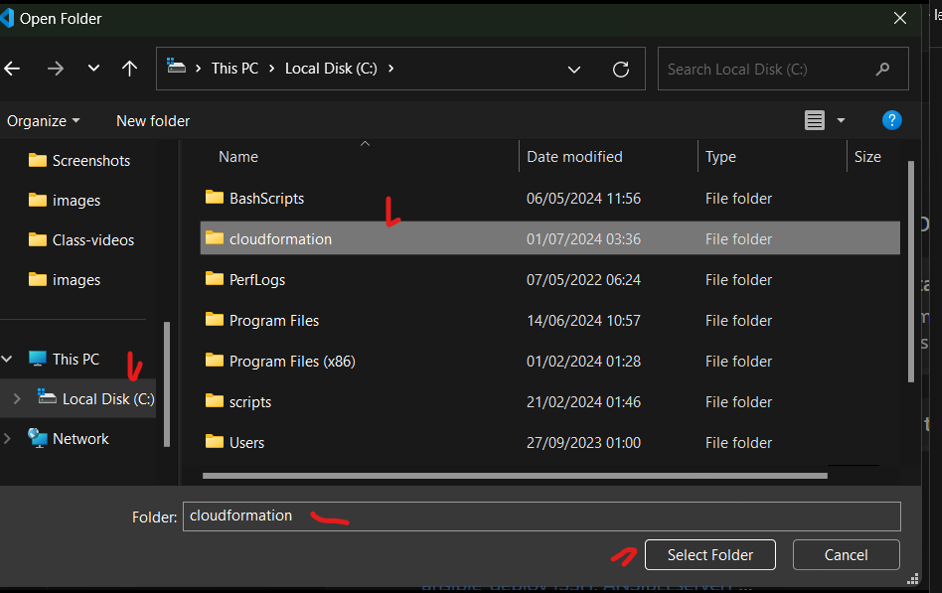 Open Folder
This PC > Local Disk (C:) >
Search Local Disk (C:)
Organize
New folder
Screenshots
images
Class-videos
images
This PC
Local Disk (C:)
Network
Name Date modified Type Size
BashScripts 06/05/2024 11:56 File folder
cloudformation 01/07/2024 03:36 File folder
PerfLogs 07/05/2022 06:24 File folder
Program Files 14/06/2024 10:57 File folder
Program Files (x86) 01/02/2024 01:28 File folder
scripts 21/02/2024 01:46 File folder
Users 27/09/2023 01:00 File folder
Folder: cloudformation
Select Folder Cancel